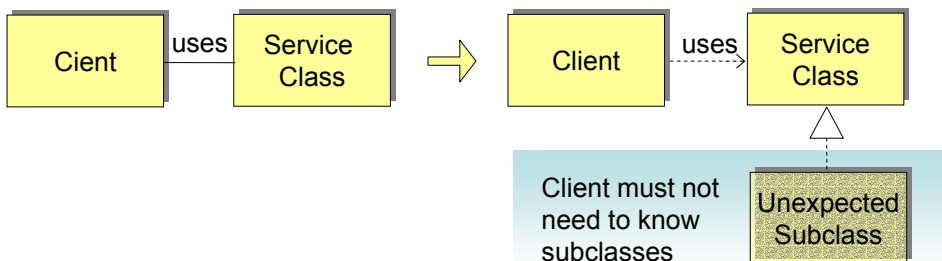 Cient
uses
Service
Class
Client
uses
Service
Class
Client must not
need to know
subclasses
Unexpected
Subclass